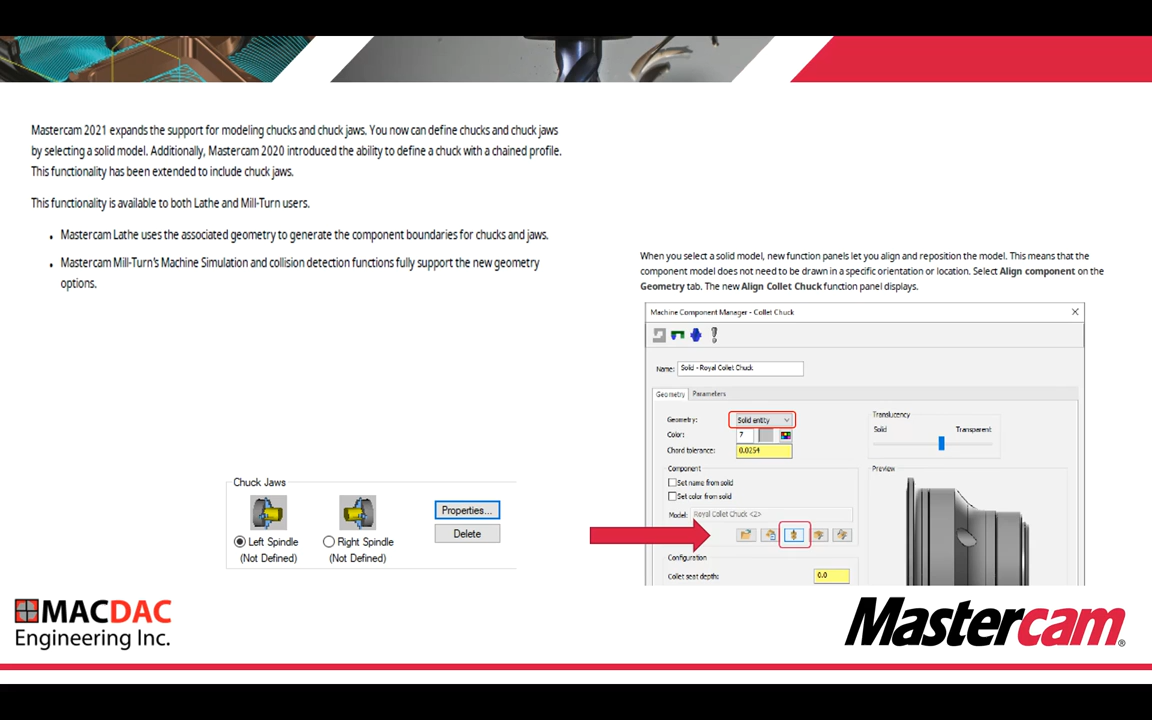 Mastercam 2021 expands the support for modeling chucks and chuck jaws. You now can define chucks and chuck jaws
by selecting a solid model. Additionally, Mastercam 2020 introduced the ability to define a chuck with a chained profile.
This functionality has been extended to include chuck jaws.
This functionality is available to both Lathe and Mill-Turn users.
• Mastercam Lathe uses the associated geometry to generate the component boundaries for chucks and jaws.
• Mastercam Mill-Turn's Machine Simulation and collision detection functions fully support the new geometry
options.
Chuck Jaws
Left Spindle
(Not Defined)
Right Spindle
(Not Defined)
Properties...
Delete
MACDAC
Engineering Inc.
When you select a solid model, new function panels let you align and reposition the model. This means that the
component model does not need to be drawn in a specific orientation or location. Select Align component on the
Geometry tab. The new Align Collet Chuck function panel displays.
Machine Component Manager - Collet Chuck
Name: Solid - Royal Collet Chuck
Geometry Parameters
Geometry: Solid entity
Color: 7
Chord tolerance: 0.0254
Translucency
Solid Transparent
Component
Set name from solid
Set color from solid
Model: Royal Collet Chuck <2>
Preview
Configuration
Collet seat depth: 0.0
Mastercam®